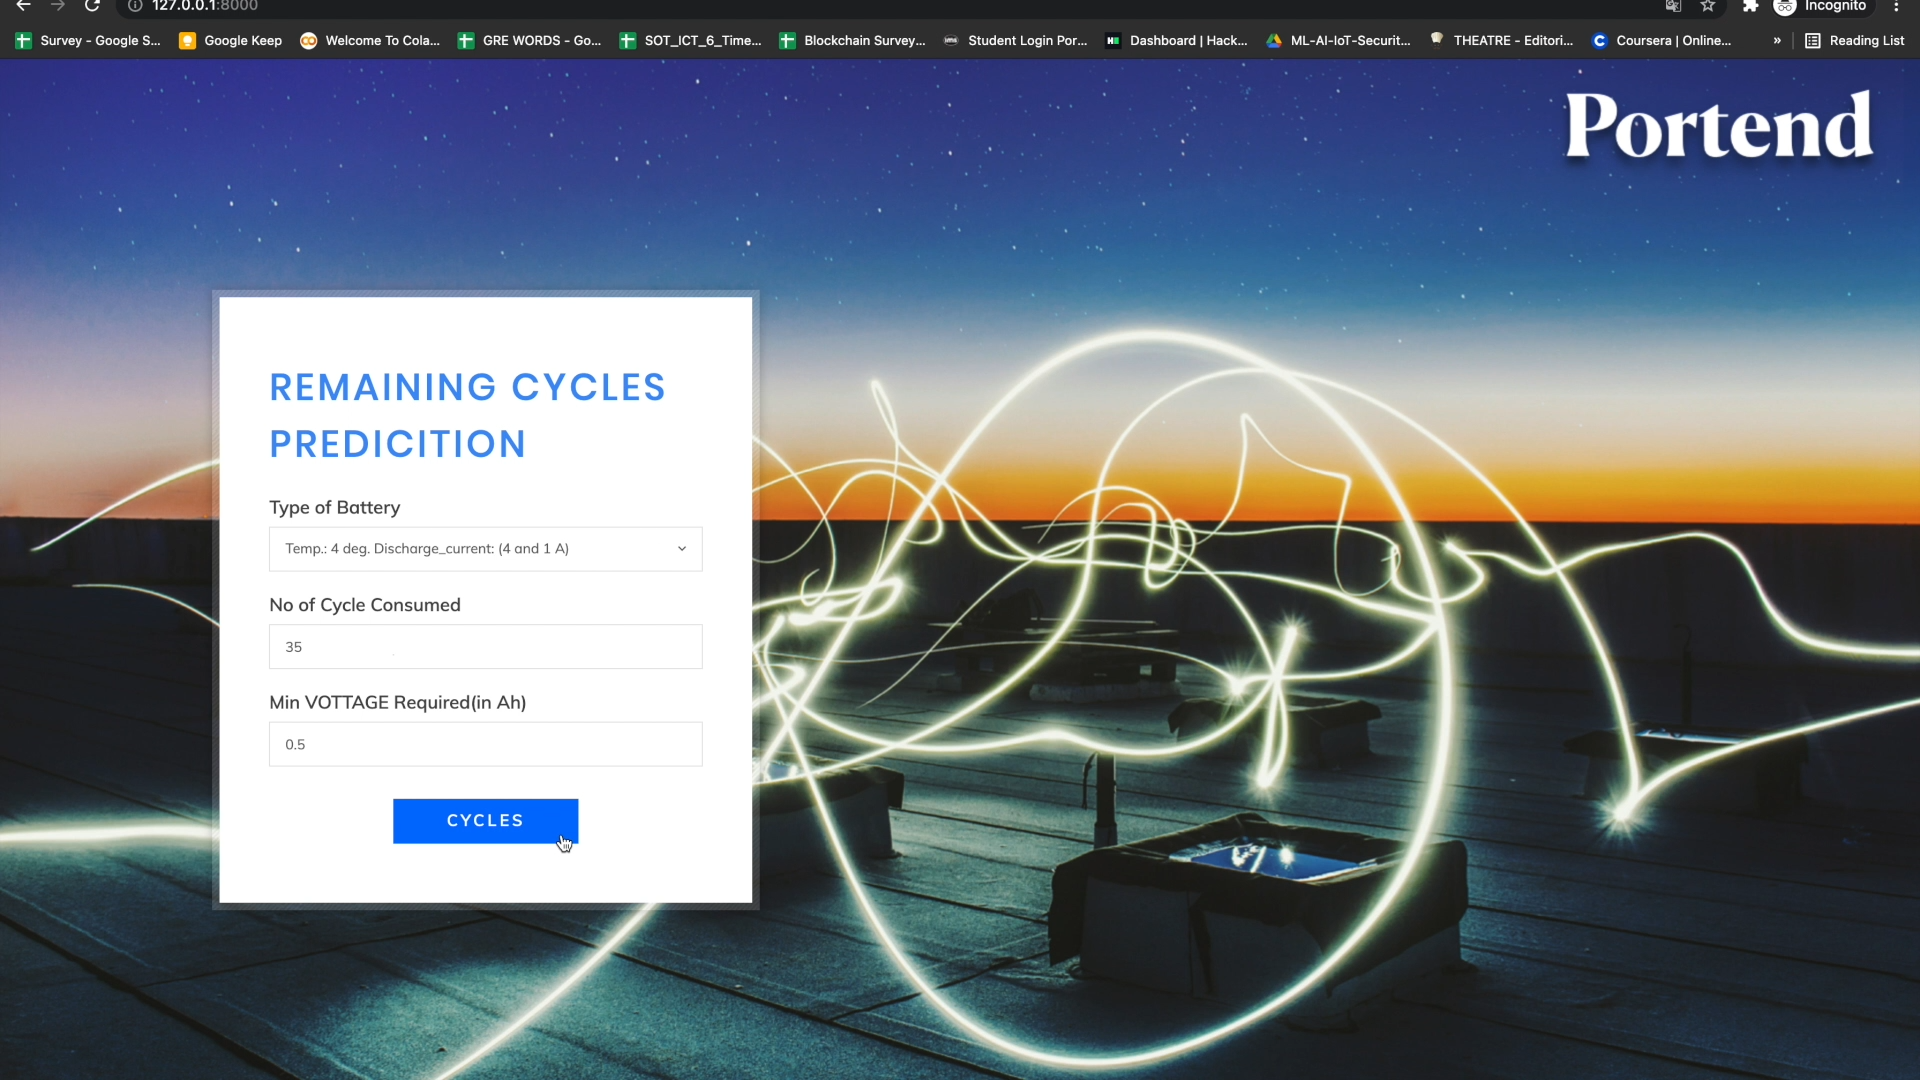 127.0.0.1:8000
Incognito
Survey - Google S...
Google Keep
Welcome To Cola...
GRE WORDS - Go...
SOT_ICT_6_Time...
Blockchain Survey...
Student Login Por...
Dashboard | Hack...
ML-AI-IoT-Securit...
THEATRE - Editori...
Coursera | Online...
»
Reading List
Portend
REMAINING CYCLES
PREDICITION
Type of Battery
Temp.: 4 deg. Discharge_current: (4 and 1 A)
No of Cycle Consumed
35
Min VOTTAGE Required(in Ah)
0.5
CYCLES